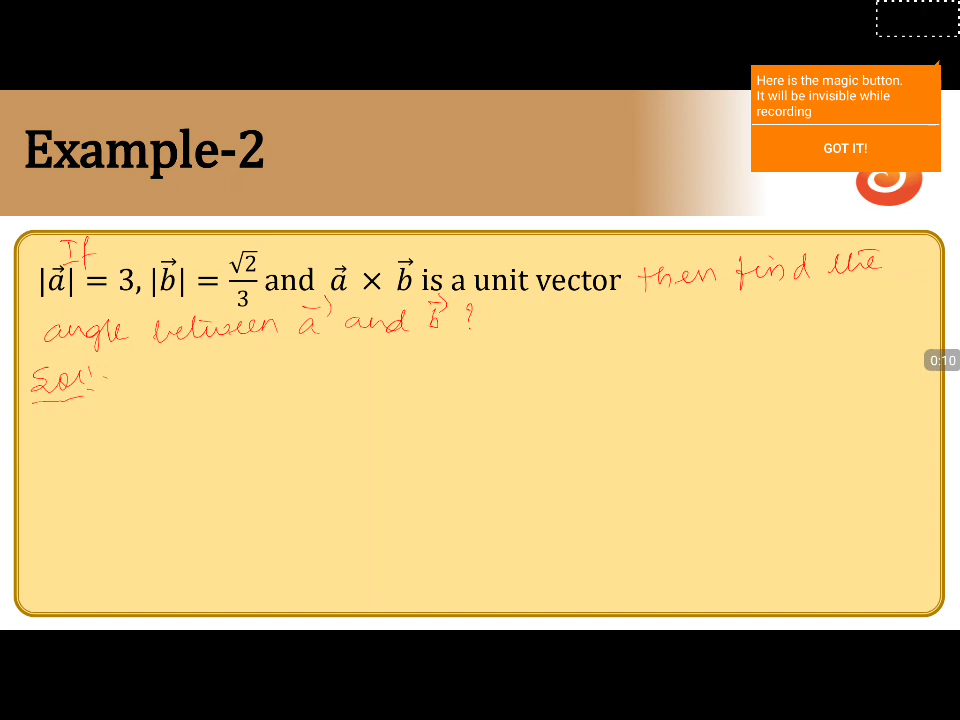 Here is the magic button.
It will be invisible while
recording
GOT IT!
Example-2
If
|a⃗| = 3, |b⃗| = √2/3 and a⃗ × b⃗ is a unit vector then find the
angle between a⃗ and b⃗ ?
0:10
Sol: